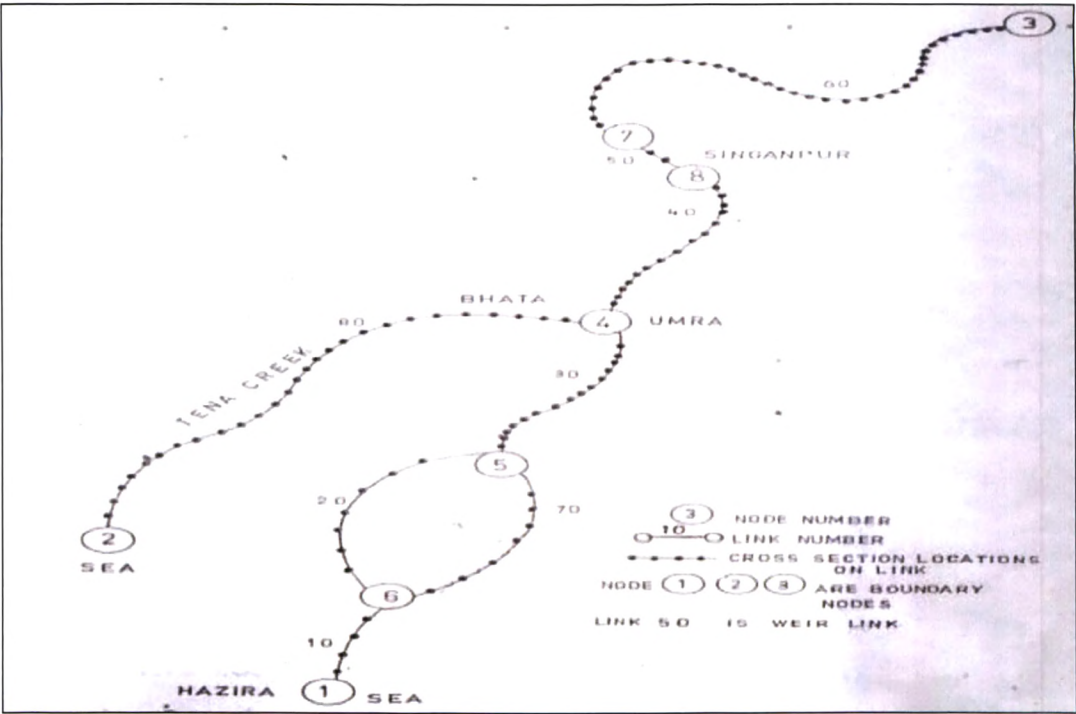 3
60
7
50
SINGANPUR
8
40
BHATA
80
4
UMRA
TENA CREEK
30
5
20
70
2
SEA
6
10
HAZIRA
1
SEA
3 NODE NUMBER
10 LINK NUMBER
CROSS SECTION LOCATIONS
ON LINK
NODE 1 2 3 ARE BOUNDARY
NODES
LINK 50 IS WEIR LINK